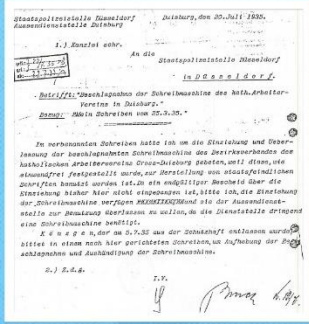 Staatspolizeistelle Düsseldorf Duisburg, den 20.Juli 1935.
Aussendienststelle Duisburg
1.) Kanzlei schr.
An die
Staatspolizeistelle Düsseldorf
in Düsseldorf.
Betrifft: "Beschlagnahme der Schreibmaschine des kath. Arbeiter-
Vereins in Duisburg."
Bezug: Mein Schreiben vom 25.3.35."
Im vorbenannten Schreiben hatte ich um die Einziehung und Ueber-
lassung der beschlagnahmten Schreibmaschine des Bezirksverbandes des
katholischen Arbeitervereins Gross-Duisburg gebeten, weil diese, wie
einwandfrei festgestellt wurde, zur Herstellung von staatsfeindlichen
Schriften benutzt worden ist. Da ein endgültiger Bescheid über die
Einziehung bisher hier nicht eingegangen ist, bitte ich, die Einziehung
der Schreibmaschine verfügen und sie der Aussendienst-
stelle zur Benutzung überlassen zu wollen, da die Dienststelle dringend
eine Schreibmaschine benötigt.
der am 5.7.35 aus der Schutzhaft entlassen wurde,
bittet in einem nach hier gerichteten Schreiben, um Aufhebung der Be-
schlagnahme und Aushändigung der Schreibmaschine.
2.) Z.d.A.
I.V.